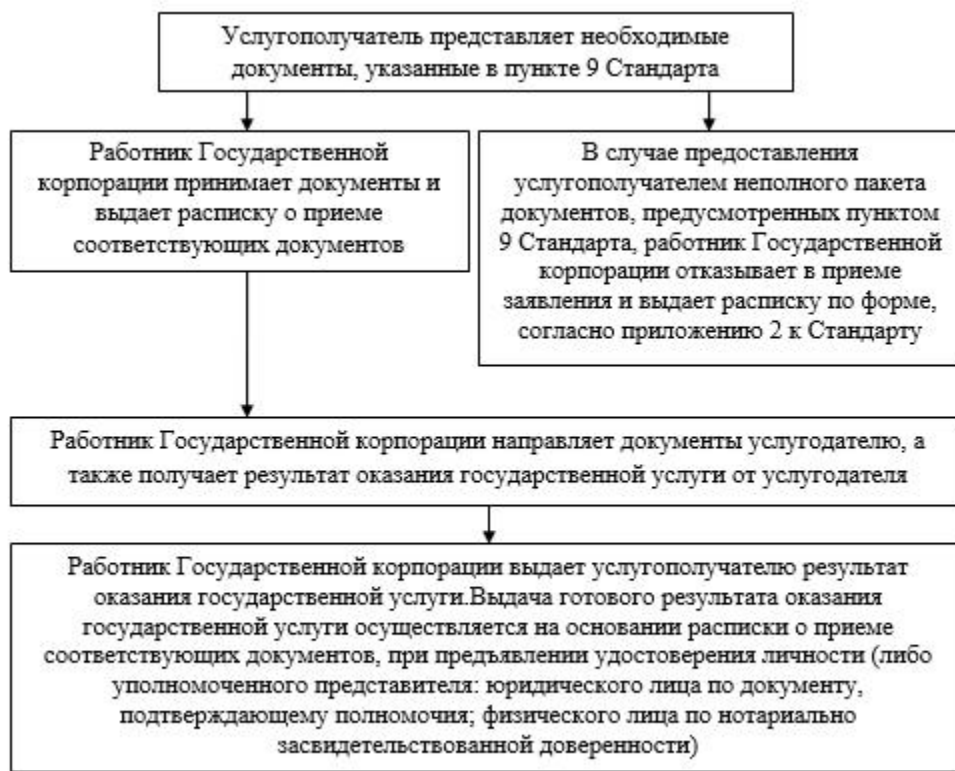 Услугополучатель представляет необходимые
документы, указанные в пункте 9 Стандарта
Работник Государственной
корпорации принимает документы и
выдает расписку о приеме
соответствующих документов
В случае предоставления
услугополучателем неполного пакета
документов, предусмотренных пунктом
9 Стандарта, работник Государственной
корпорации отказывает в приеме
заявления и выдает расписку по форме,
согласно приложению 2 к Стандарту
Работник Государственной корпорации направляет документы услугодателю, а
также получает результат оказания государственной услуги от услугодателя
Работник Государственной корпорации выдает услугополучателю результат
оказания государственной услуги.Выдача готового результата оказания
государственной услуги осуществляется на основании расписки о приеме
соответствующих документов, при предъявлении удостоверения личности (либо
уполномоченного представителя: юридического лица по документу,
подтверждающему полномочия; физического лица по нотариально
засвидетельствованной доверенности)